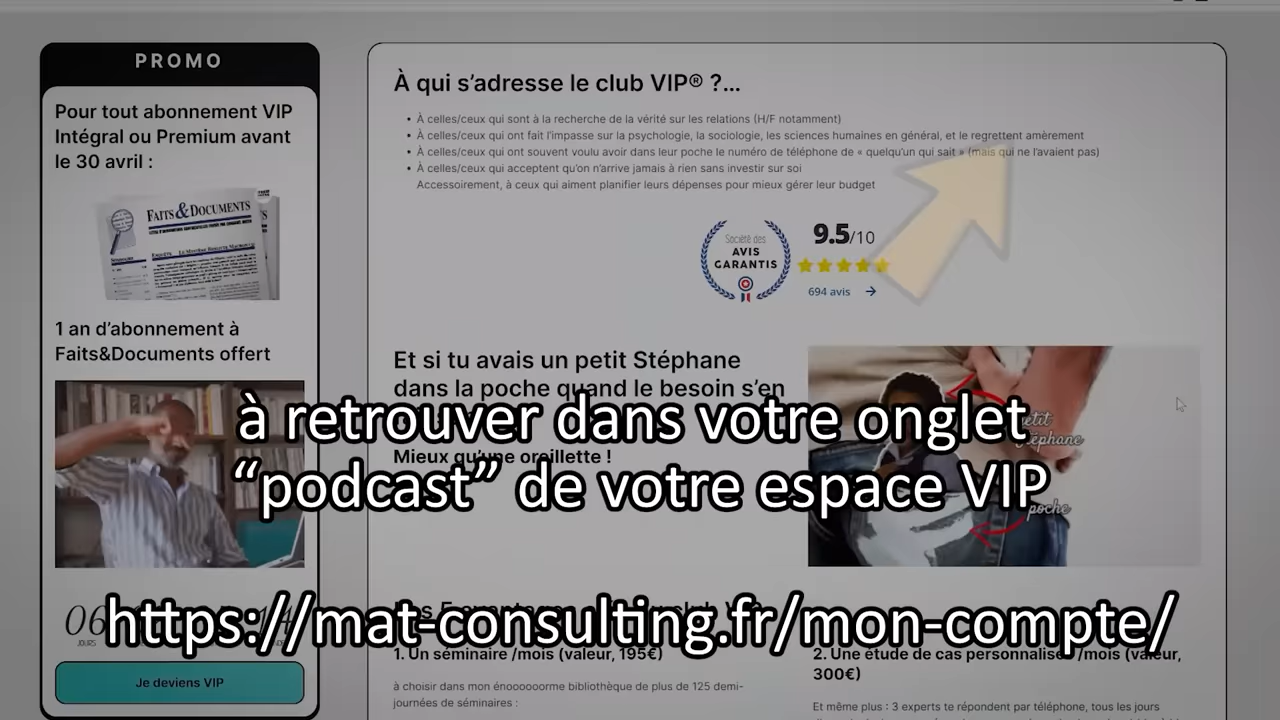 PROMO
Pour tout abonnement VIP
Intégral ou Premium avant
le 30 avril :
FAITS & DOCUMENTS
1 an d'abonnement à
Faits&Documents offert
06
JOURS
Je deviens VIP
À qui s'adresse le club VIP® ?...
• À celles/ceux qui sont à la recherche de la vérité sur les relations (H/F notamment)
• À celles/ceux qui ont fait l'impasse sur la psychologie, la sociologie, les sciences humaines en général, et le regrettent amèrement
• À celles/ceux qui ont souvent voulu avoir dans leur poche le numéro de téléphone de « quelqu'un qui sait » (mais qui ne l'avaient pas)
• À celles/ceux qui acceptent qu'on n'arrive jamais à rien sans investir sur soi
Accessoirement, à ceux qui aiment planifier leurs dépenses pour mieux gérer leur budget
Société des
AVIS
GARANTIS
9.5/10
694 avis →
Et si tu avais un petit Stéphane
dans la poche quand le besoin s'en
Mieux qu'une oreillette !
petit
Stéphane
poche
à retrouver dans votre onglet
“podcast” de votre espace VIP
https://mat-consulting.fr/mon-compte/
1. Un séminaire /mois (valeur, 195€)
à choisir dans mon énooooorme bibliothèque de plus de 125 demi-
journées de séminaires :
2. Une étude de cas personnalisée /mois (valeur,
300€)
Et même plus : 3 experts te répondent par téléphone, tous les jours